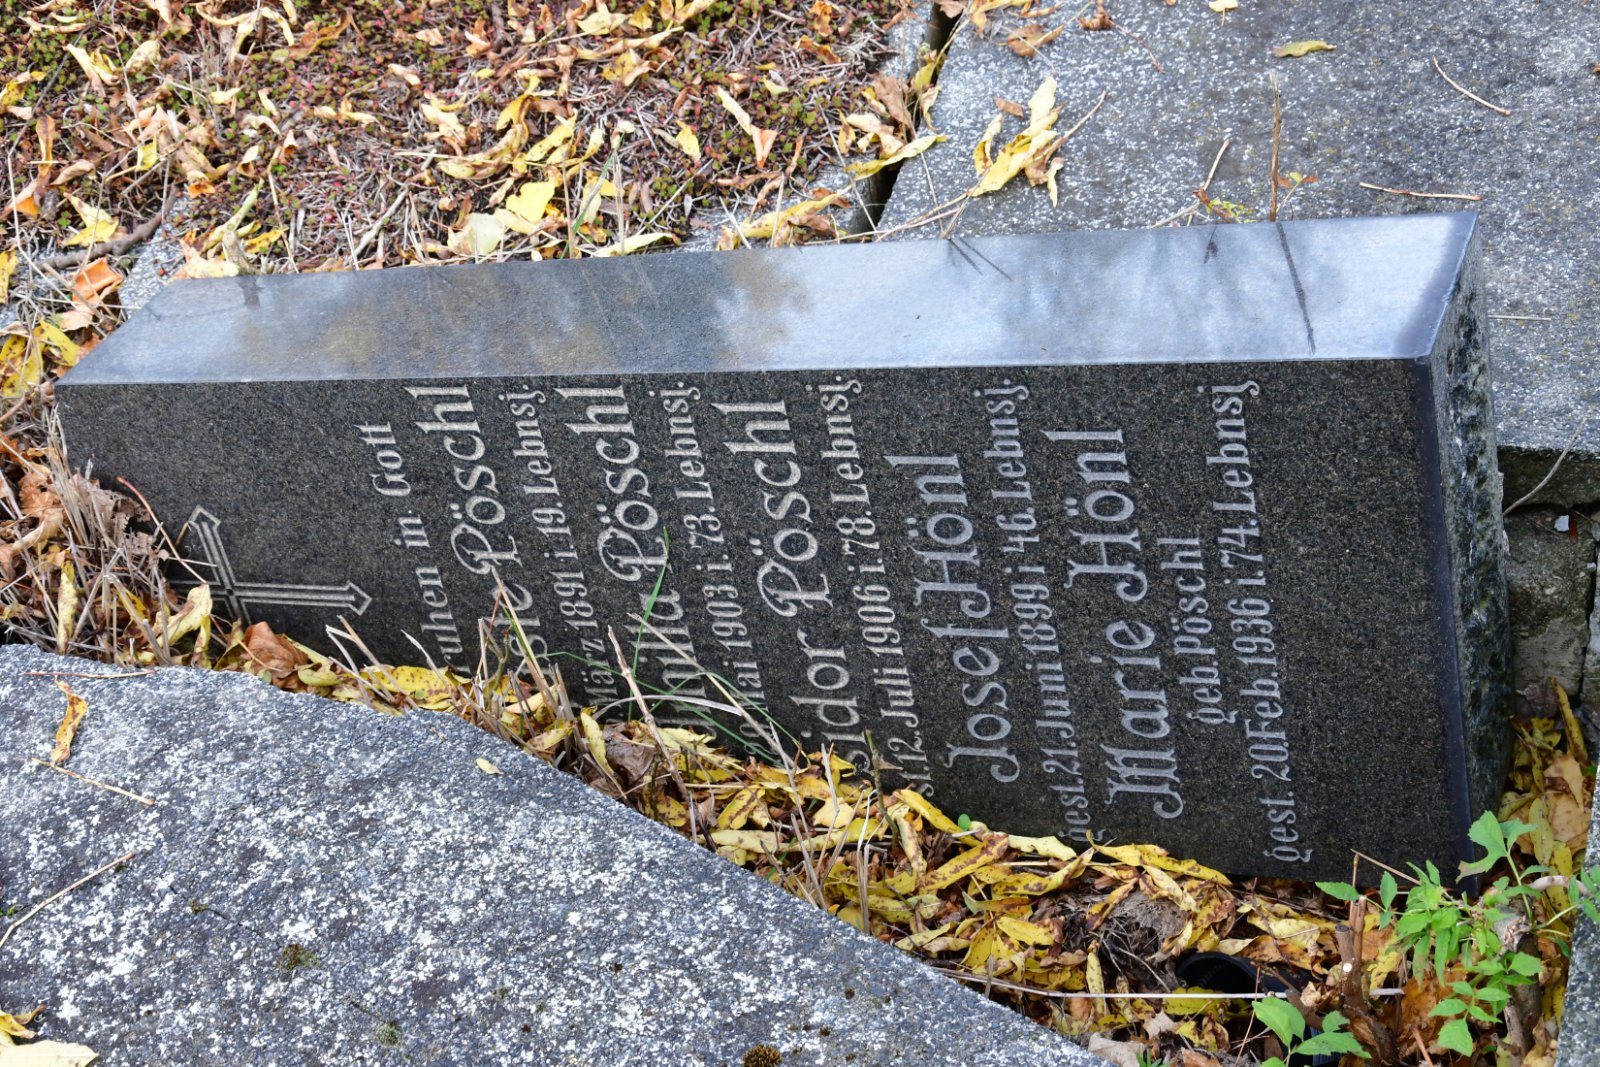 ruhen in Gott
Pöschl
März 1891 i. 19. Lebnsj.
Pöschl
Mai 1903 i. 73. Lebnsj.
Pöschl
12. Juli 1906 i. 78. Lebnsj.
Josef Hönl
gest. 21. Juni 1899 i. 46. Lebnsj.
Marie Hönl
geb. Pöschl
gest. 20. Feb. 1936 i. 74. Lebnsj.